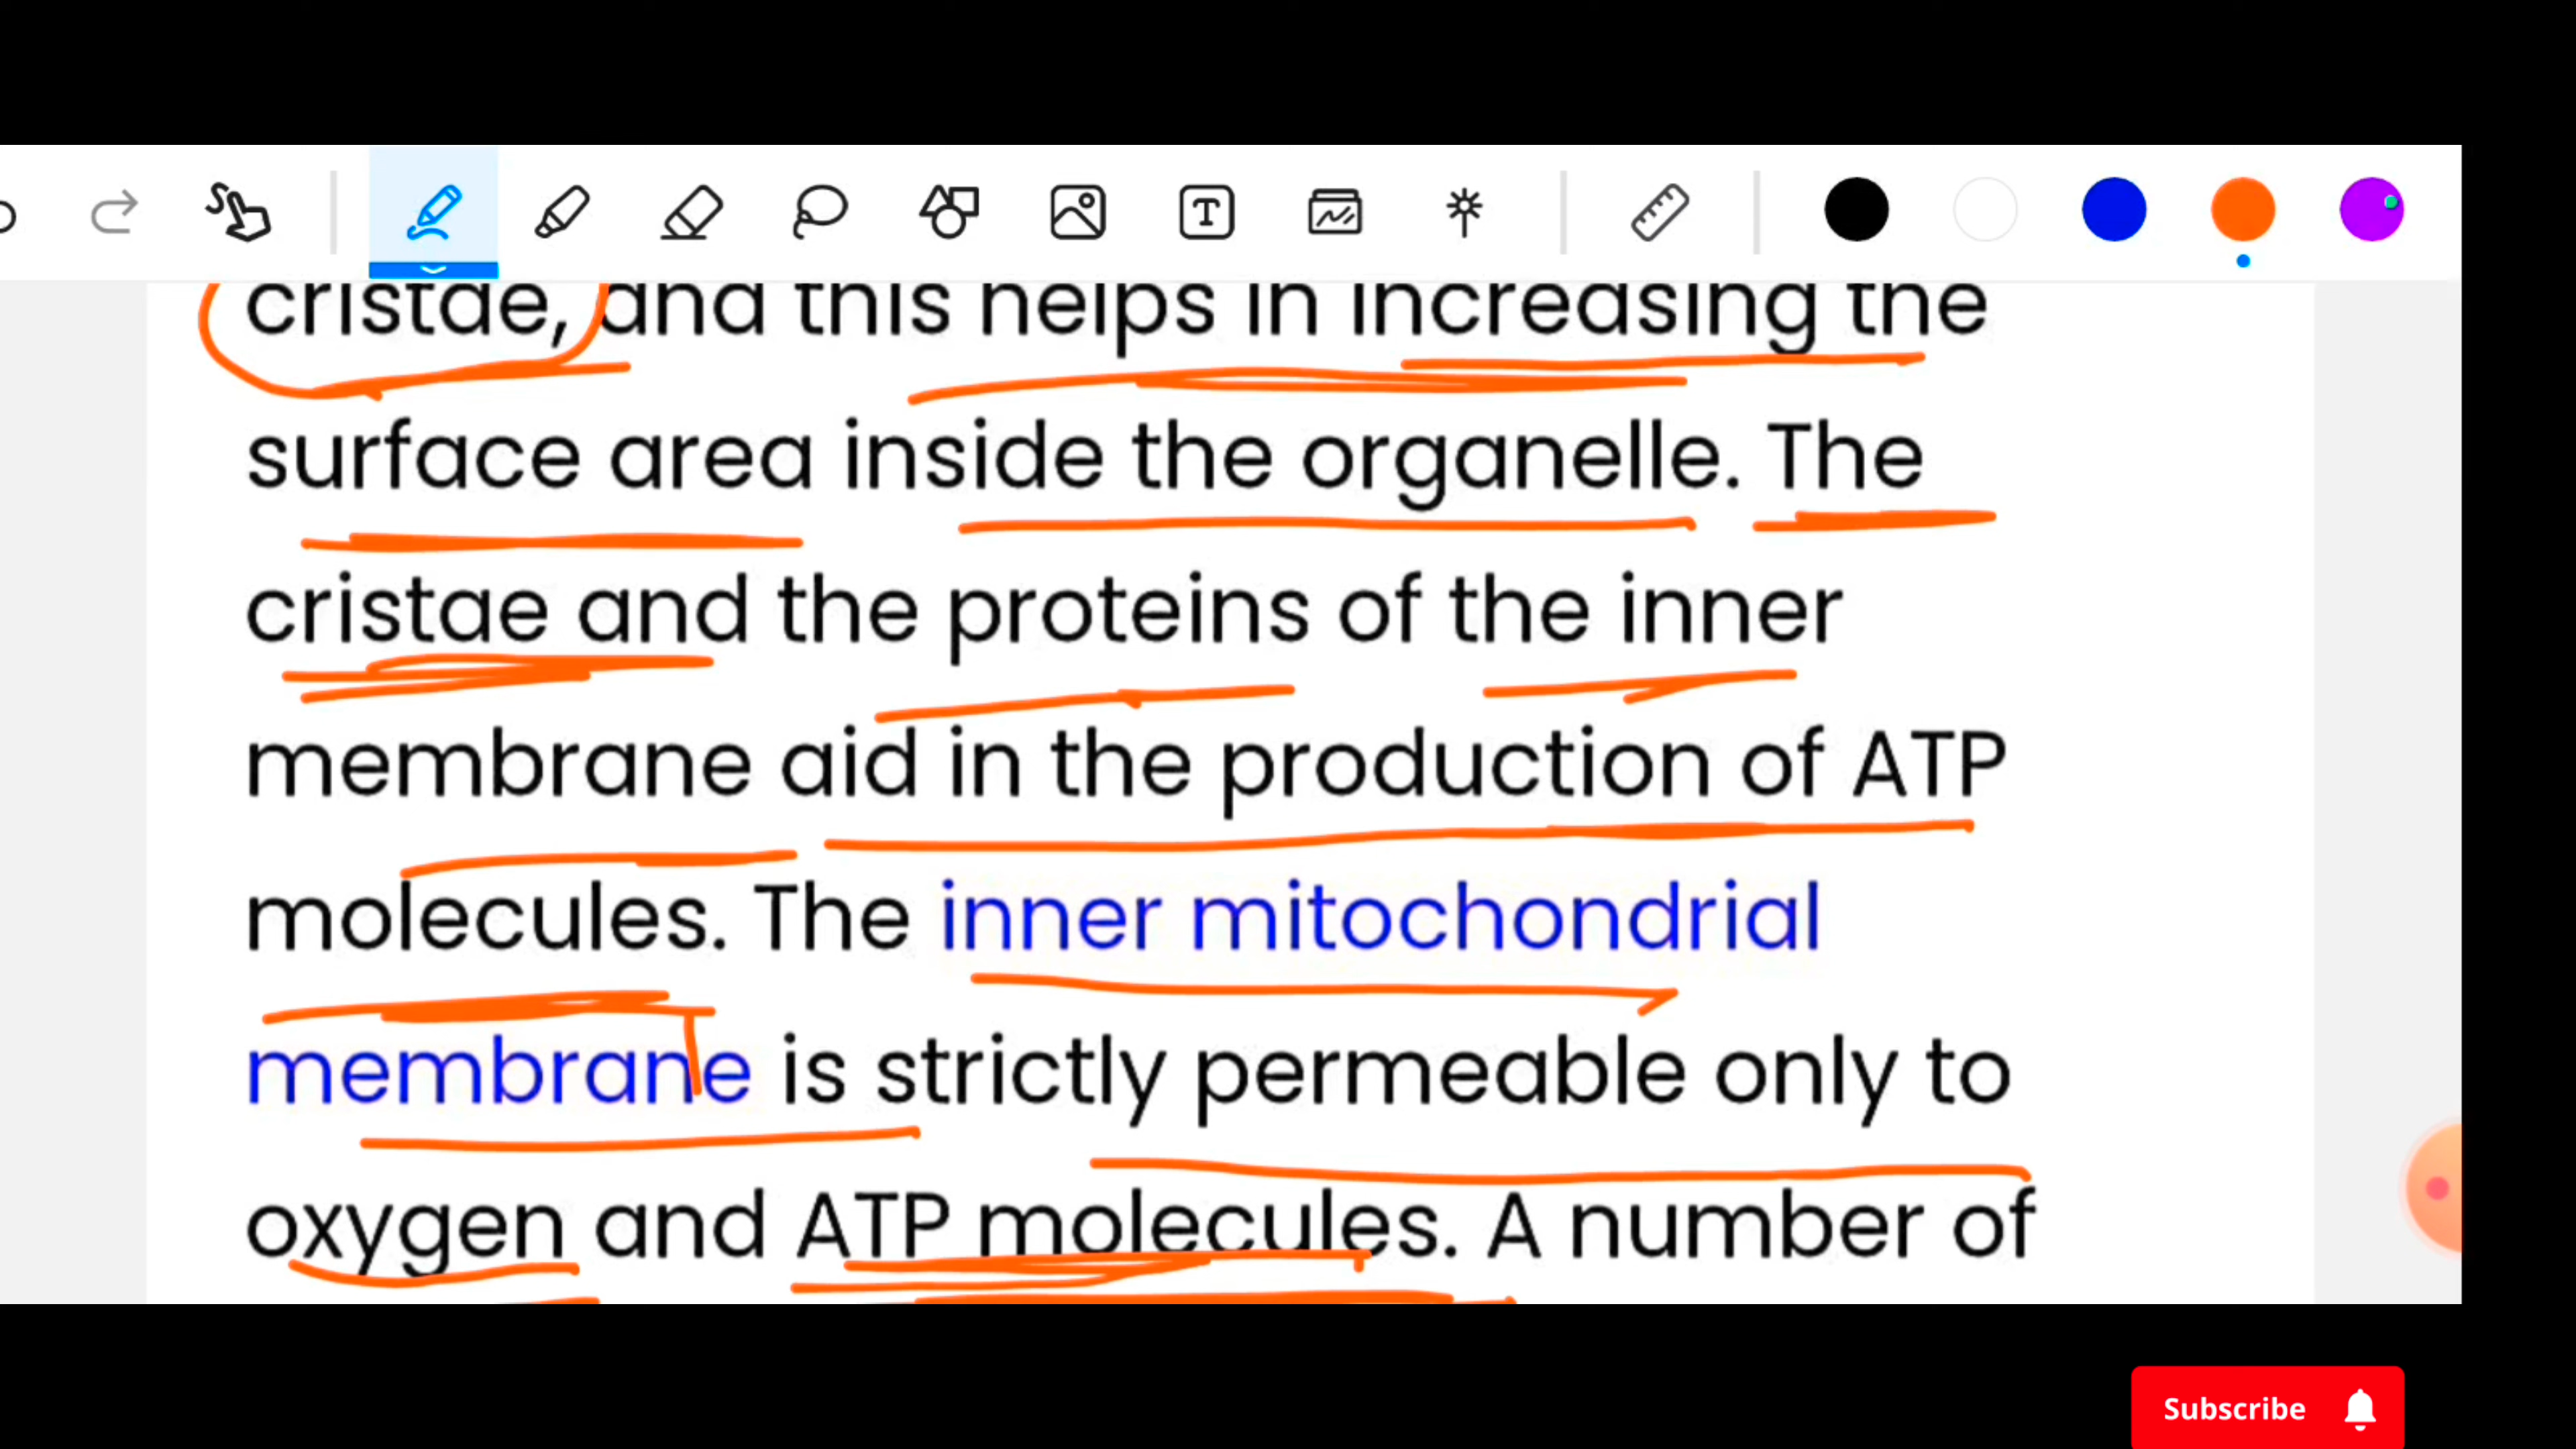 cristae, and this helps in increasing the
surface area inside the organelle. The
cristae and the proteins of the inner
membrane aid in the production of ATP
molecules. The inner mitochondrial
membrane is strictly permeable only to
oxygen and ATP molecules. A number of
Subscribe